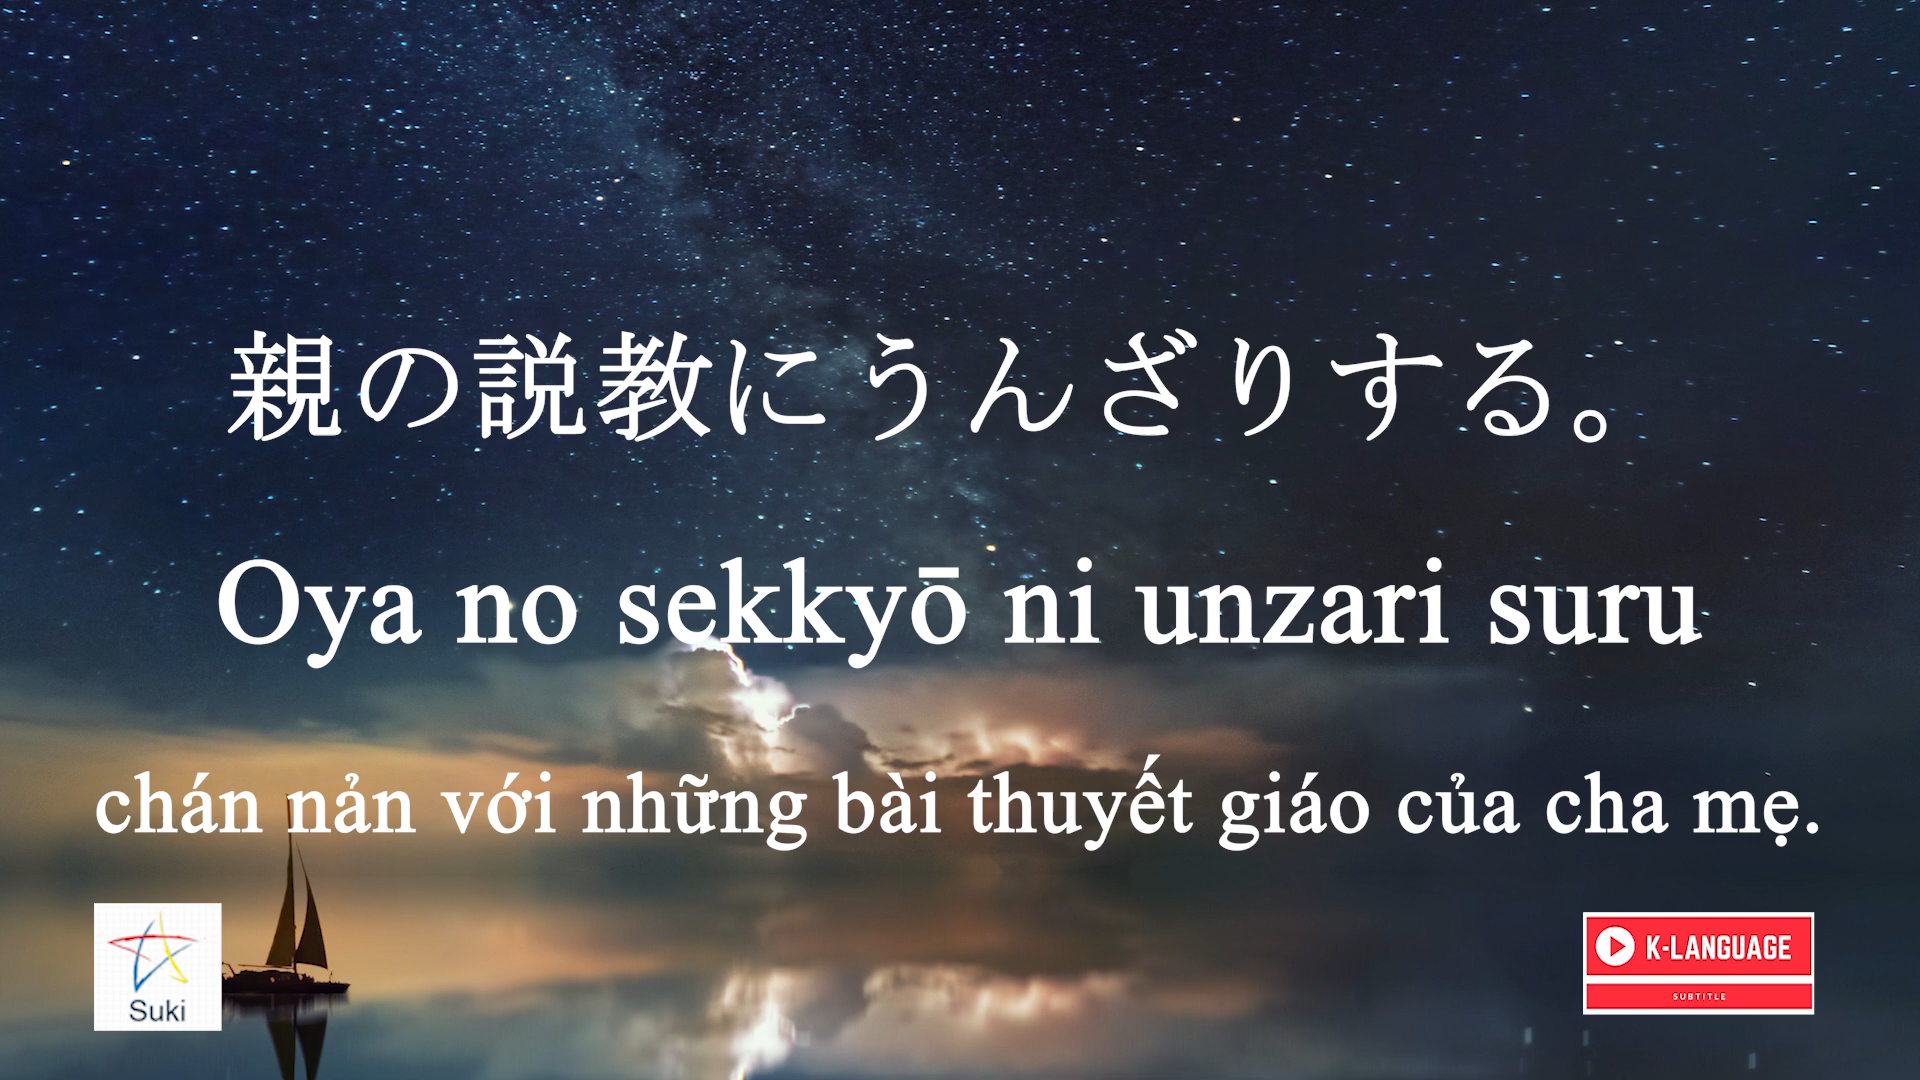 親の説教にうんざりする。
Oya no sekkyō ni unzari suru
chán nản với những bài thuyết giáo của cha mẹ.
Suki
K-LANGUAGE
SUBTITLE